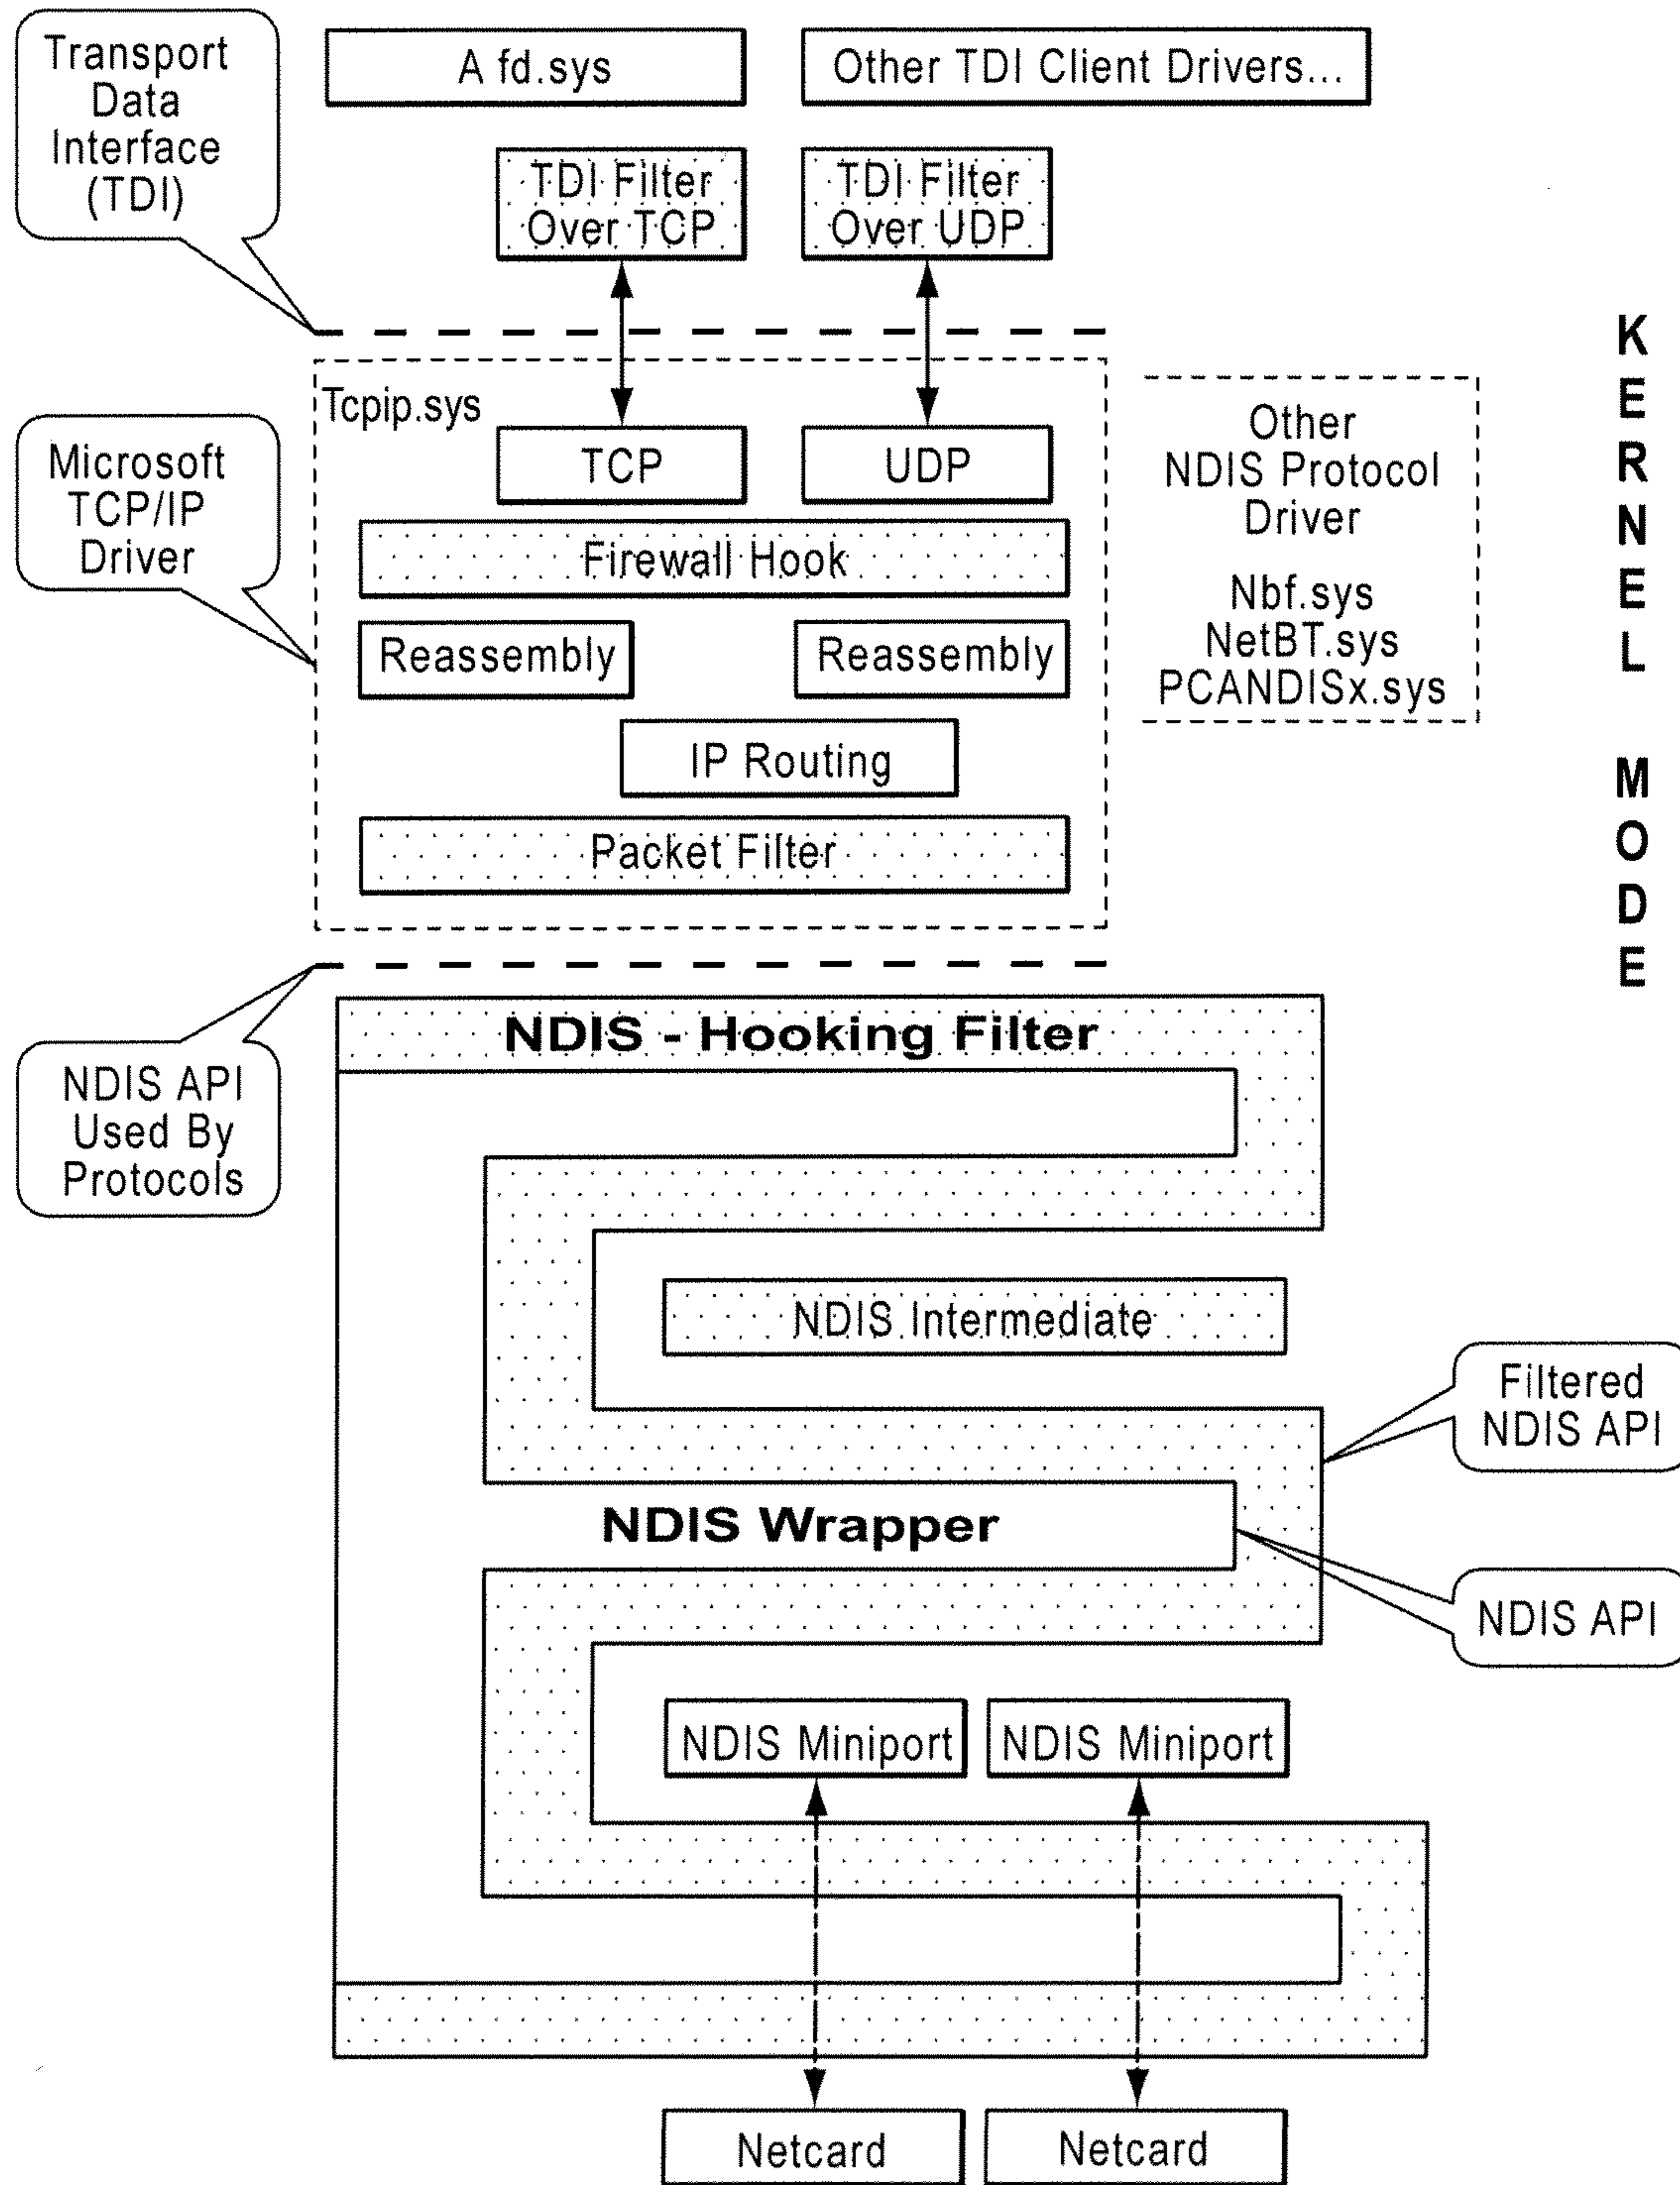 Transport
Data
Interface
(TDI)
A fd.sys
Other TDI Client Drivers...
TDI Filter
Over TCP
TDI Filter
Over UDP
Tcpip.sys
Microsoft
TCP/IP
Driver
TCP
UDP
Firewall Hook
Reassembly
Reassembly
IP Routing
Packet Filter
Other
NDIS Protocol
Driver
Nbf.sys
NetBT.sys
PCANDISx.sys
KERNEL MODE
NDIS API
Used By
Protocols
NDIS - Hooking Filter
NDIS Intermediate
Filtered
NDIS API
NDIS Wrapper
NDIS API
NDIS Miniport
NDIS Miniport
Netcard
Netcard